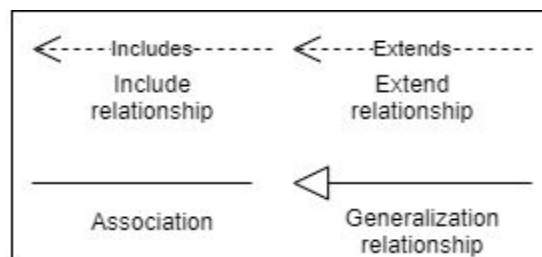 Includes
Extends
Include
relationship
Extend
relationship
Association
Generalization
relationship